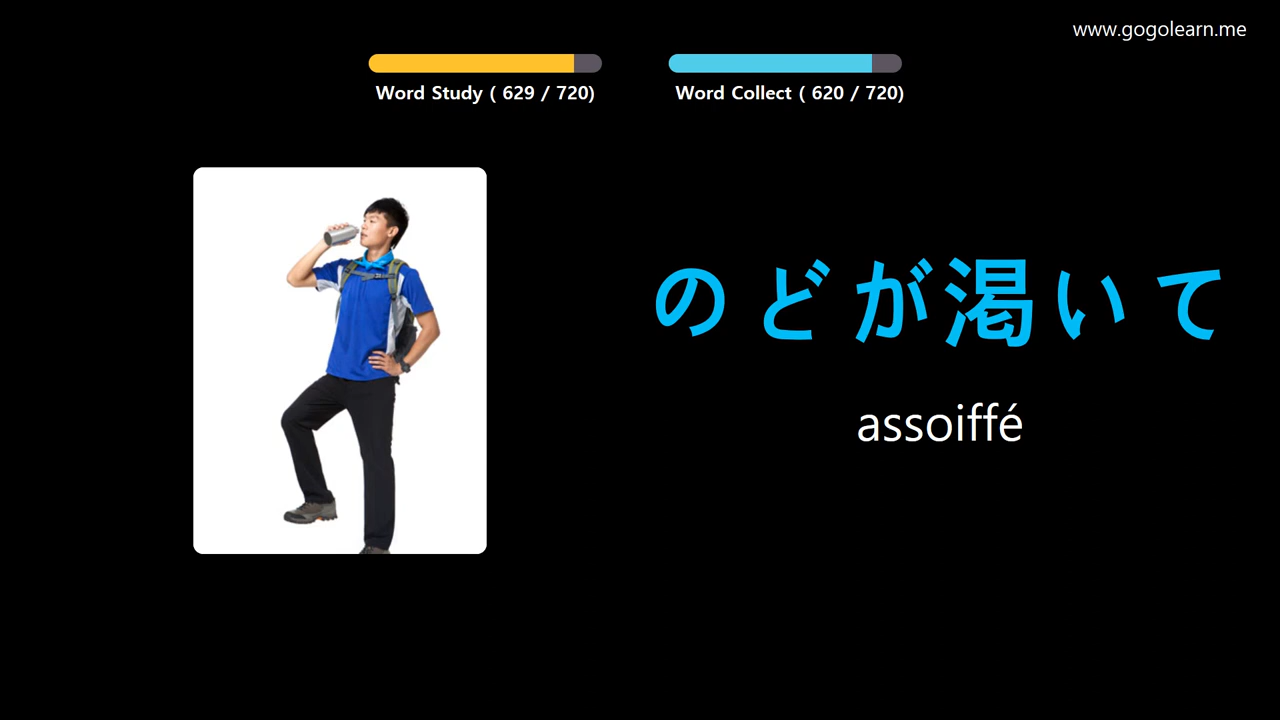 www.gogolearn.me
Word Study ( 629 / 720)
Word Collect ( 620 / 720)
のどが渇いて
assoiffé